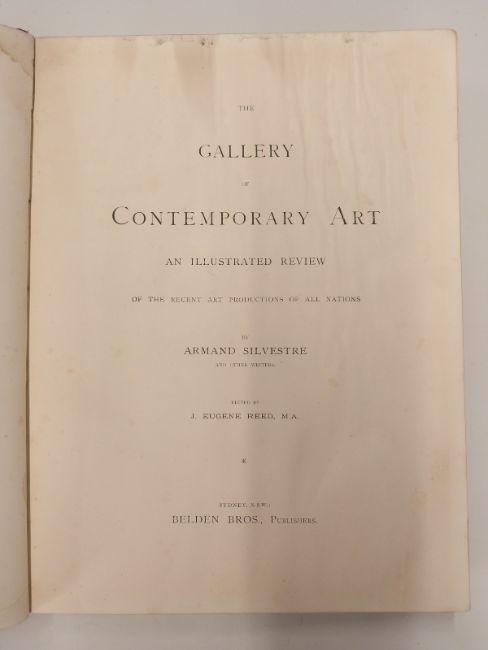 THE
GALLERY
OF
CONTEMPORARY ART
AN ILLUSTRATED REVIEW
OF THE RECENT ART PRODUCTIONS OF ALL NATIONS
BY
ARMAND SILVESTRE
AND OTHER WRITERS.
EDITED BY
J. EUGENE REED, M.A.
SYDNEY, N.S.W.:
BELDEN BROS., PUBLISHERS.